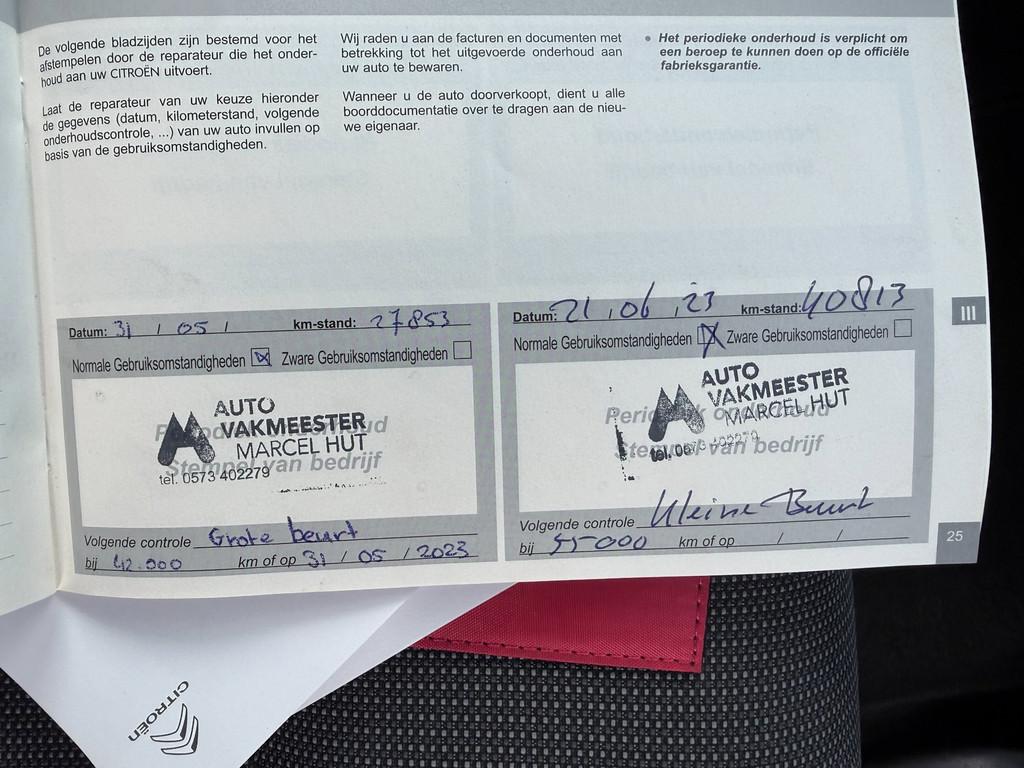 De volgende bladzijden zijn bestemd voor het
afstempelen door de reparateur die het onder-
houd aan uw CITROËN uitvoert.
Laat de reparateur van uw keuze hieronder
de gegevens (datum, kilometerstand, volgende
onderhoudscontrole, ...) van uw auto invullen op
basis van de gebruiksomstandigheden.
Wij raden u aan de facturen en documenten met
betrekking tot het uitgevoerde onderhoud aan
uw auto te bewaren.
Wanneer u de auto doorverkoopt, dient u alle
boorddocumentatie over te dragen aan de nieu-
we eigenaar.
• Het periodieke onderhoud is verplicht om
een beroep te kunnen doen op de officiële
fabrieksgarantie.
Datum: 31 / 05 / km-stand: 27853
Normale Gebruiksomstandigheden Zware Gebruiksomstandigheden
Periodiek onderhoud
Stempel van bedrijf
AUTO
VAKMEESTER
MARCEL HUT
tel. 0573 402279
Volgende controle Grote beurt
bij 42.000 km of op 31 / 05 / 2023
Datum: 21 / 06 / 23 km-stand: 40813
Normale Gebruiksomstandigheden Zware Gebruiksomstandigheden
Periodiek onderhoud
Stempel van bedrijf
AUTO
VAKMEESTER
MARCEL HUT
tel. 0573 402279
Volgende controle Kleine Beurt
bij 55000 km of op / /
III
25
CITROËN